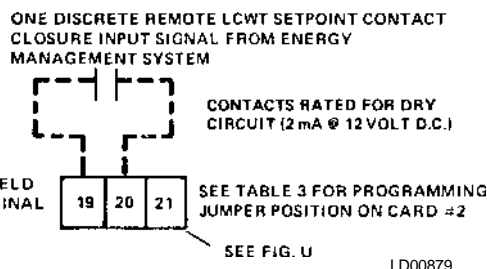 ONE DISCRETE REMOTE LCWT SETPOINT CONTACT
CLOSURE INPUT SIGNAL FROM ENERGY
MANAGEMENT SYSTEM
CONTACTS RATED FOR DRY
CIRCUIT (2 mA @ 12 VOLT D.C.)
ELD
INAL
19 20 21
SEE TABLE 3 FOR PROGRAMMING
JUMPER POSITION ON CARD #2
SEE FIG. U
LD00879